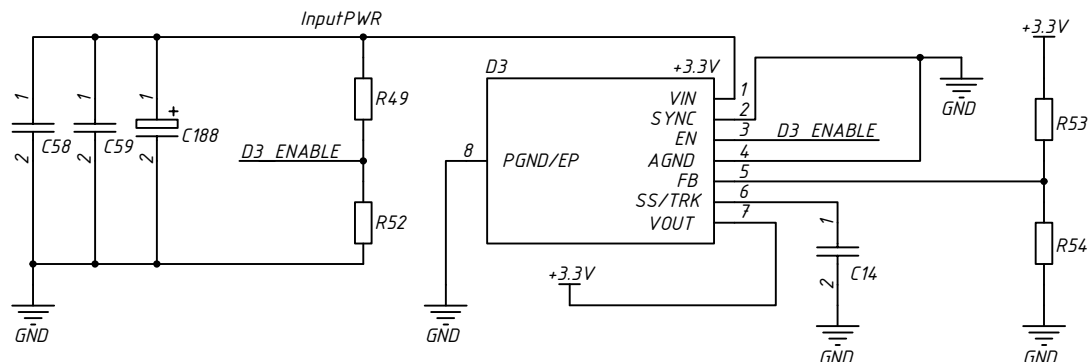 InputPWR
+3.3V
D3
+3.3V
1
1
1
+
R49
VIN
1
SYNC
2
GND
R53
C58
C59
C188
EN
3
D3 ENABLE
2
2
2
D3 ENABLE
8
PGND/EP
AGND
4
FB
5
SS/TRK
6
R52
VOUT
7
1
R54
+3.3V
C14
2
GND
GND
GND
GND